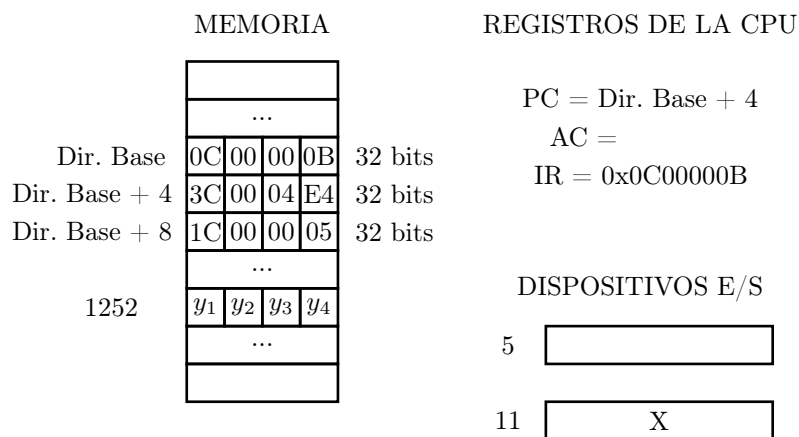 MEMORIA
...
Dir. Base 0C 00 00 0B 32 bits
Dir. Base + 4 3C 00 04 E4 32 bits
Dir. Base + 8 1C 00 00 05 32 bits
...
1252 y₁ y₂ y₃ y₄
...
REGISTROS DE LA CPU
PC = Dir. Base + 4
AC =
IR = 0x0C00000B
DISPOSITIVOS E/S
5
11 X